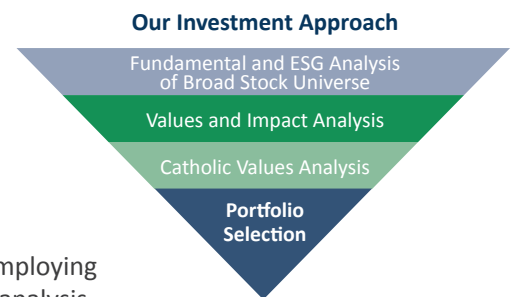 Our Investment Approach
Fundamental and ESG Analysis
of Broad Stock Universe
Values and Impact Analysis
Catholic Values Analysis
Portfolio
Selection
mploying
analysis